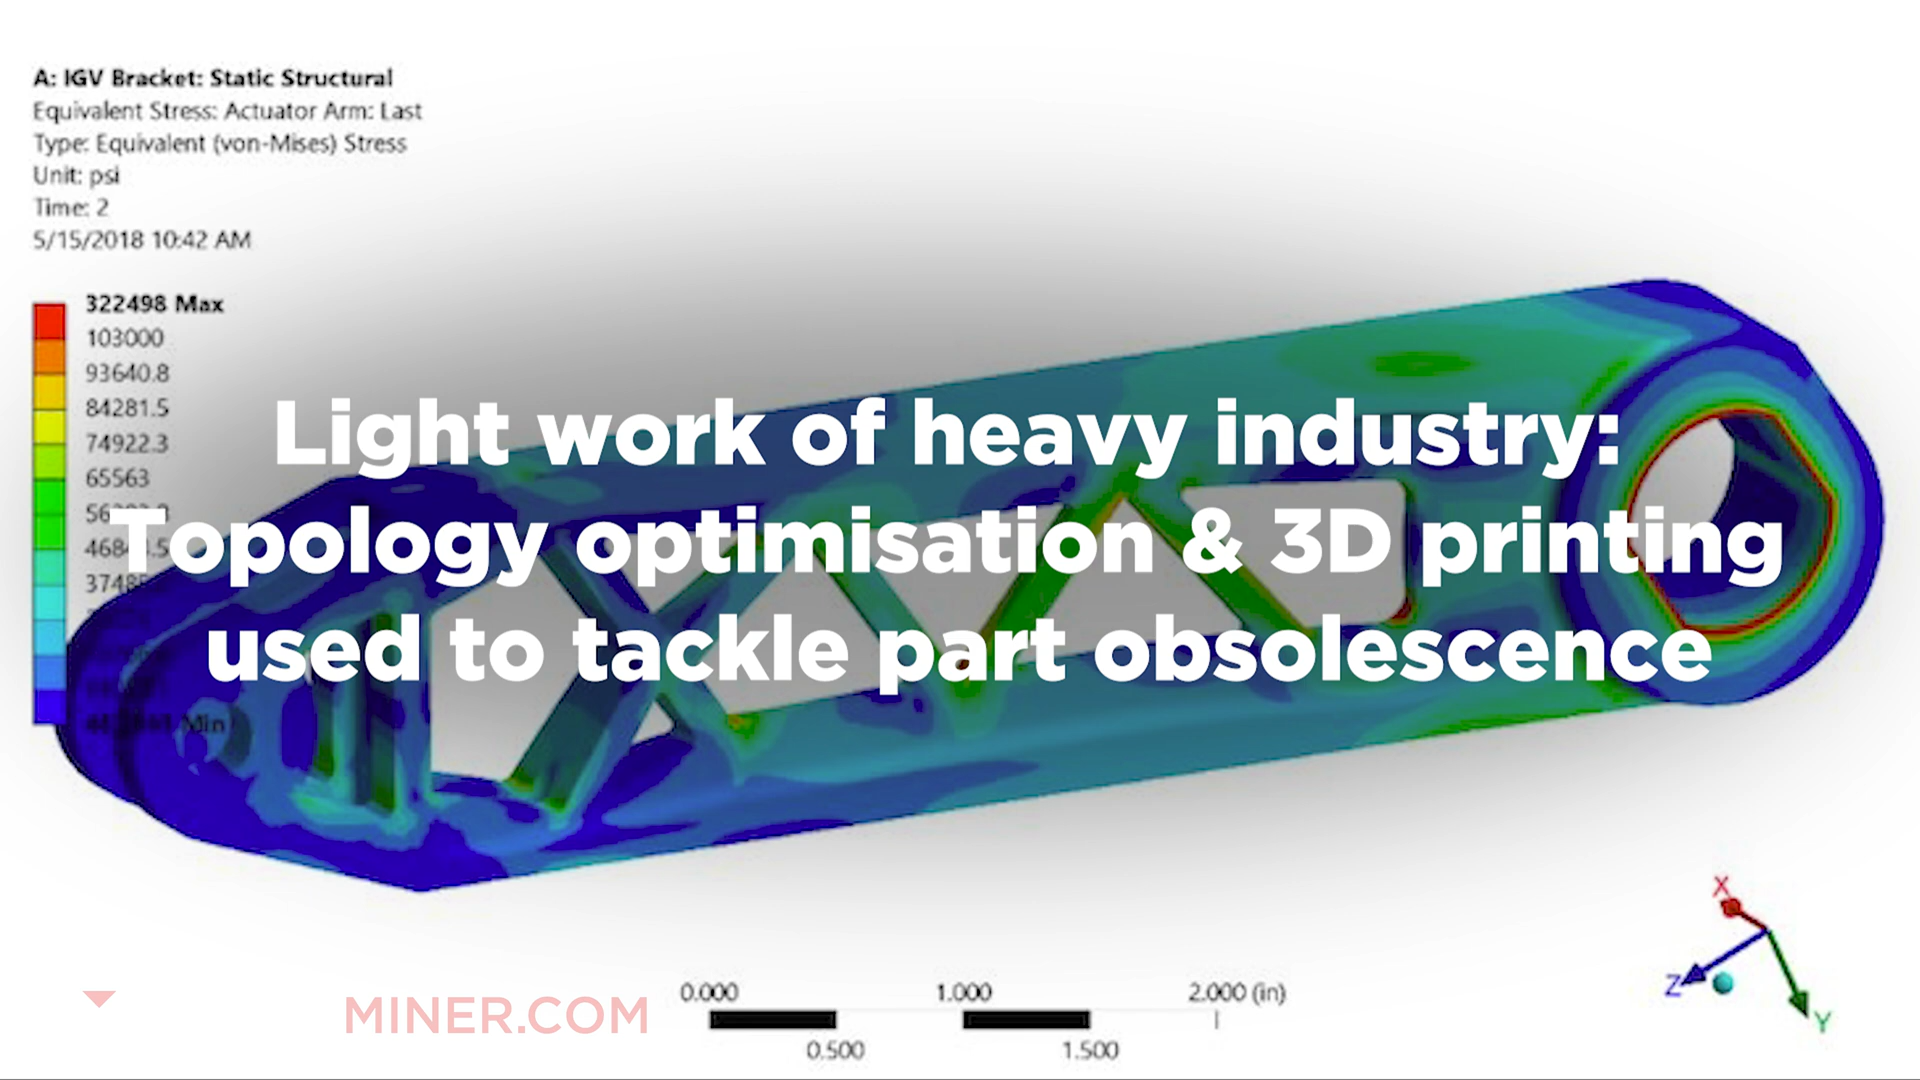 A: IGV Bracket: Static Structural
Equivalent Stress: Actuator Arm: Last
Type: Equivalent (von-Mises) Stress
Unit: psi
Time: 2
5/15/2018 10:42 AM
322498 Max
103000
93640.8
84281.5
74922.3
65563
Light work of heavy industry:
Topology optimisation & 3D printing
used to tackle part obsolescence
Min
X
Z
Y
0.000 1.000 2.000 (in)
0.500 1.500
MINER.COM